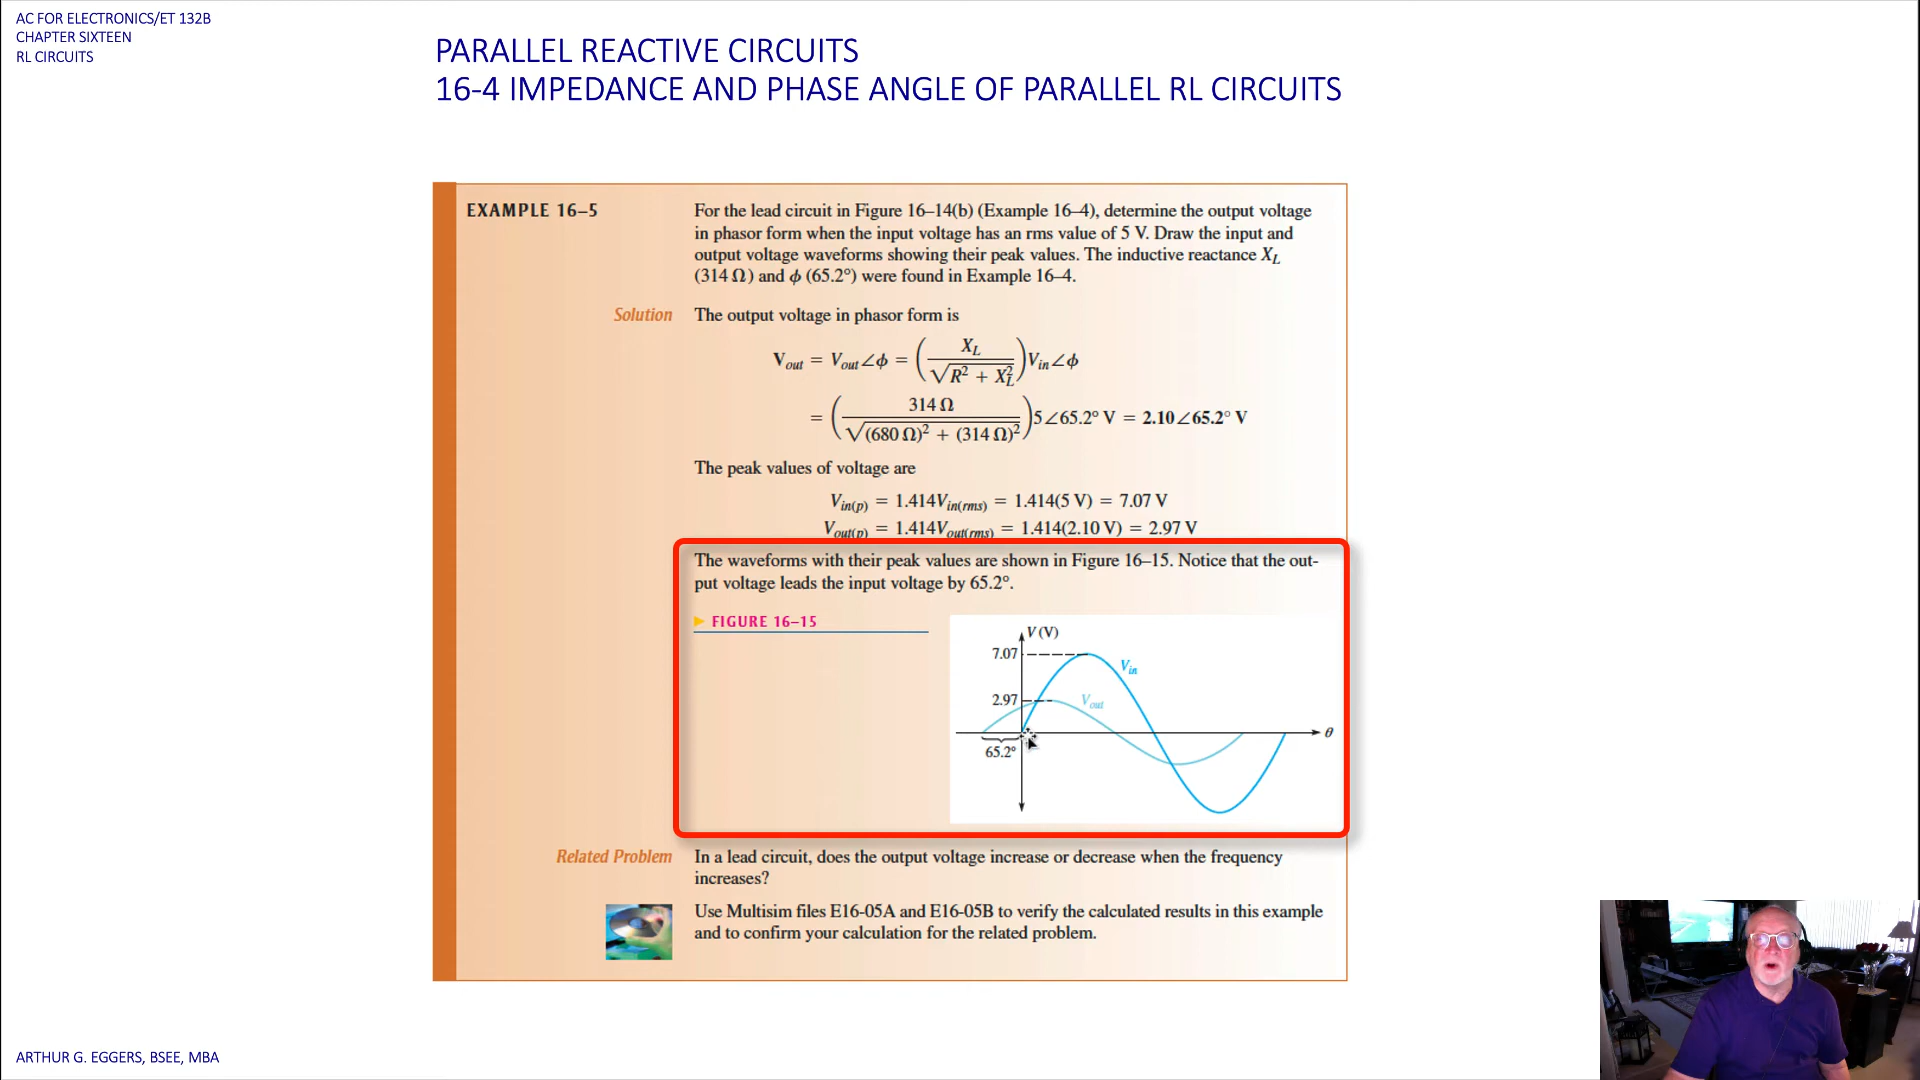 AC FOR ELECTRONICS/ET 132B
CHAPTER SIXTEEN
RL CIRCUITS
PARALLEL REACTIVE CIRCUITS
16-4 IMPEDANCE AND PHASE ANGLE OF PARALLEL RL CIRCUITS
EXAMPLE 16–5
For the lead circuit in Figure 16–14(b) (Example 16–4), determine the output voltage
in phasor form when the input voltage has an rms value of 5 V. Draw the input and
output voltage waveforms showing their peak values. The inductive reactance X_L
(314 Ω) and ϕ (65.2°) were found in Example 16–4.
Solution The output voltage in phasor form is
V_out = V_out∠ϕ = (X_L / √(R² + X_L²))V_in∠ϕ
= (314 Ω / √((680 Ω)² + (314 Ω)²))5∠65.2° V = 2.10∠65.2° V
The peak values of voltage are
V_in(p) = 1.414V_in(rms) = 1.414(5 V) = 7.07 V
V_out(p) = 1.414V_out(rms) = 1.414(2.10 V) = 2.97 V
The waveforms with their peak values are shown in Figure 16–15. Notice that the out-
put voltage leads the input voltage by 65.2°.
▶ FIGURE 16–15
V (V)
7.07
V_in
2.97
V_out
θ
65.2°
Related Problem In a lead circuit, does the output voltage increase or decrease when the frequency
increases?
Use Multisim files E16-05A and E16-05B to verify the calculated results in this example
and to confirm your calculation for the related problem.
ARTHUR G. EGGERS, BSEE, MBA